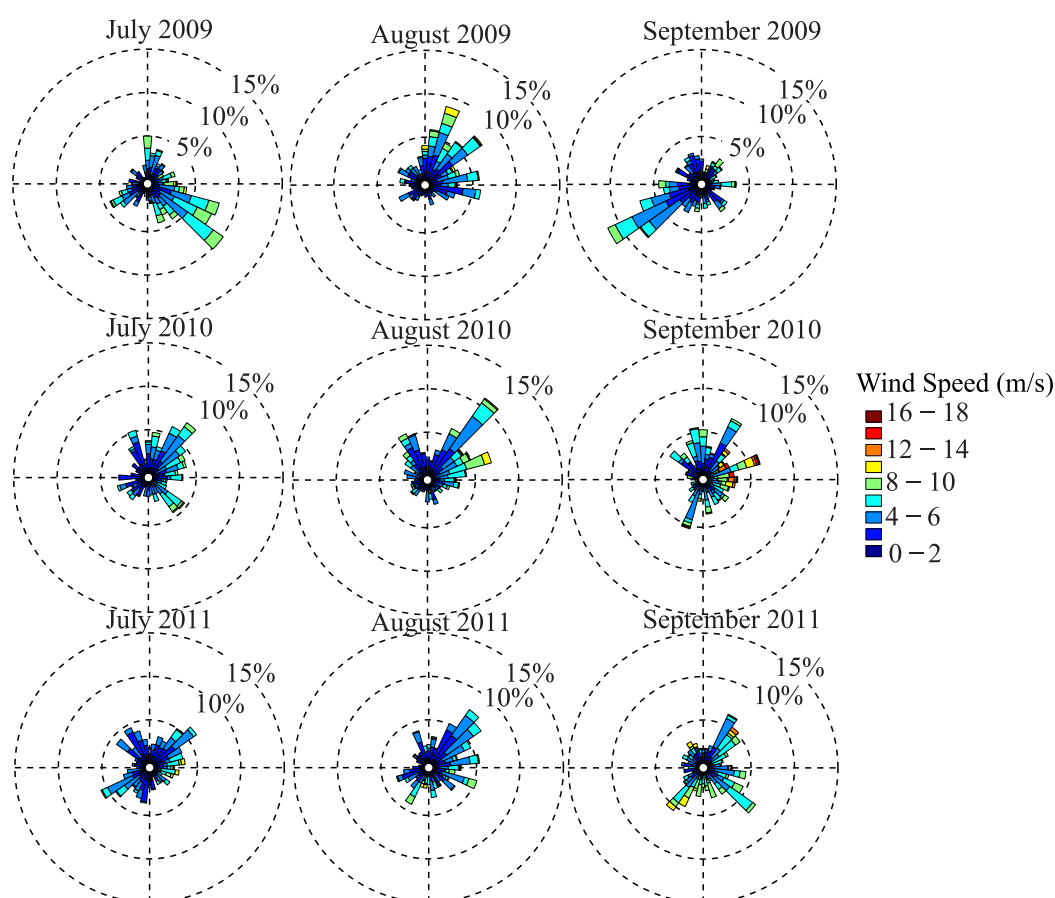 July 2009
August 2009
September 2009
15%
10%
5%
15%
10%
15%
10%
5%
July 2010
August 2010
September 2010
15%
10%
15%
15%
10%
Wind Speed (m/s)
16 – 18
12 – 14
8 – 10
4 – 6
0 – 2
July 2011
August 2011
September 2011
15%
10%
15%
10%
15%
10%